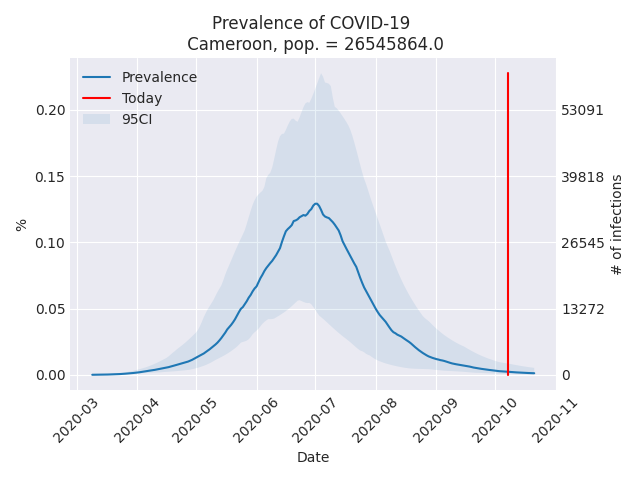 Prevalence of COVID-19
Cameroon, pop. = 26545864.0
Prevalence
Today
95CI
0.20
0.15
0.10
0.05
0.00
%
53091
39818
26545
13272
0
# of infections
2020-03
2020-04
2020-05
2020-06
2020-07
2020-08
2020-09
2020-10
2020-11
Date